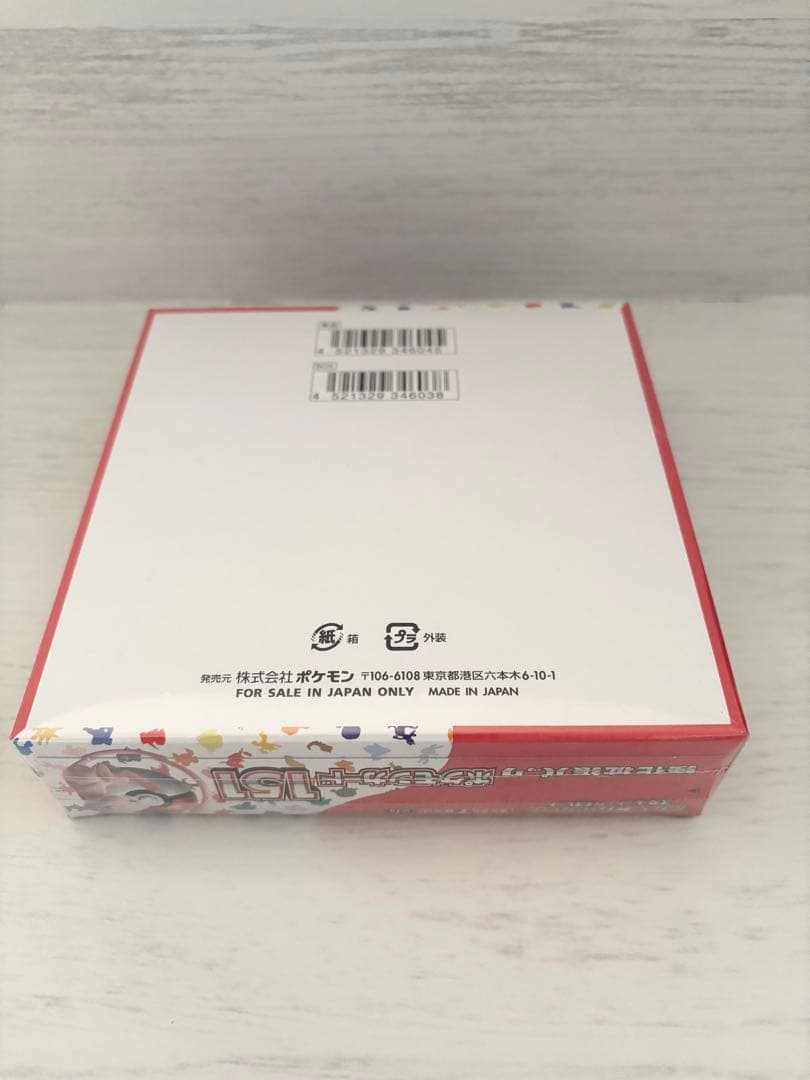 単品
4 521329 346045
BOX
4 521329 346038
紙 箱 プラ 外装
発売元 株式会社ポケモン 〒106-6108 東京都港区六本木6-10-1
FOR SALE IN JAPAN ONLY MADE IN JAPAN
強化拡張パック
ポケモンカード151